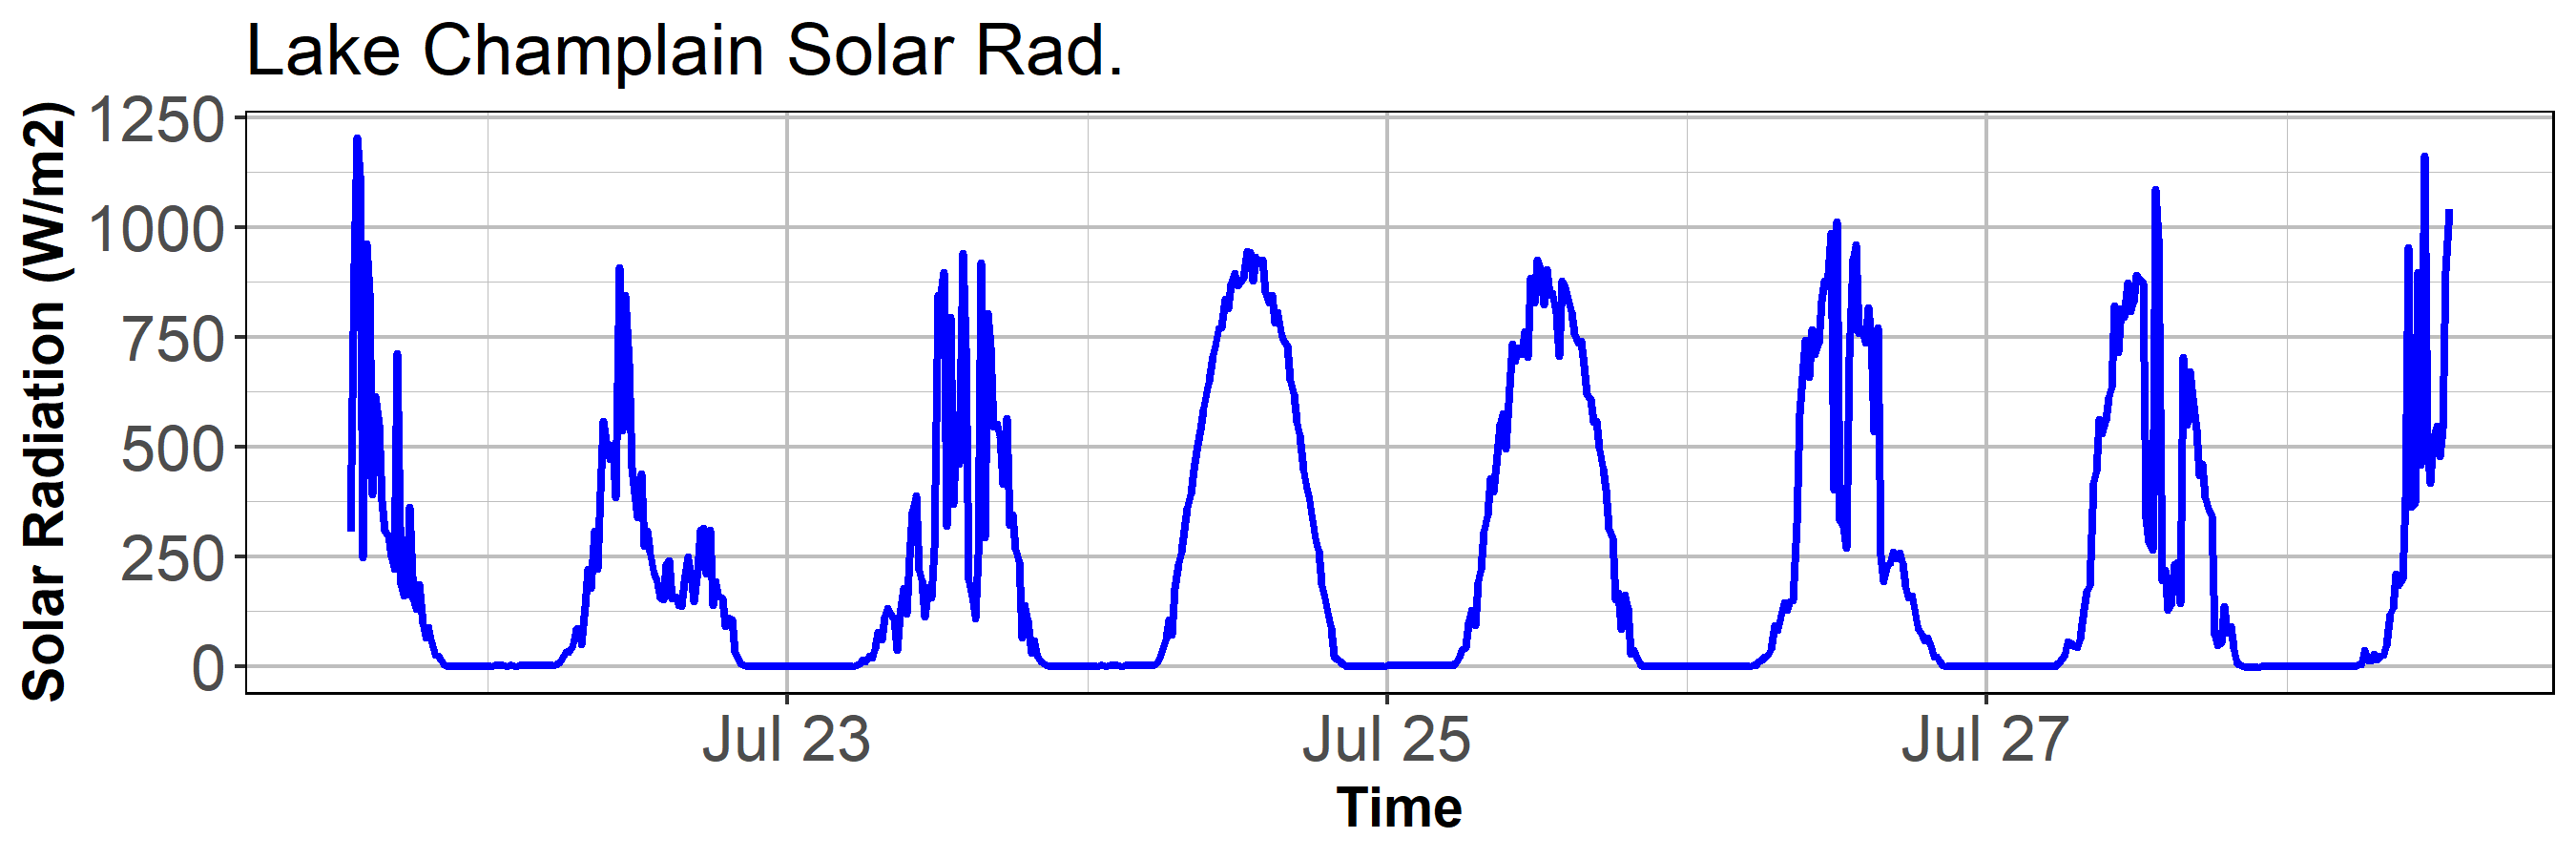 Lake Champlain Solar Rad.
Solar Radiation (W/m2)
1250
1000
750
500
250
0
Jul 23
Jul 25
Jul 27
Time